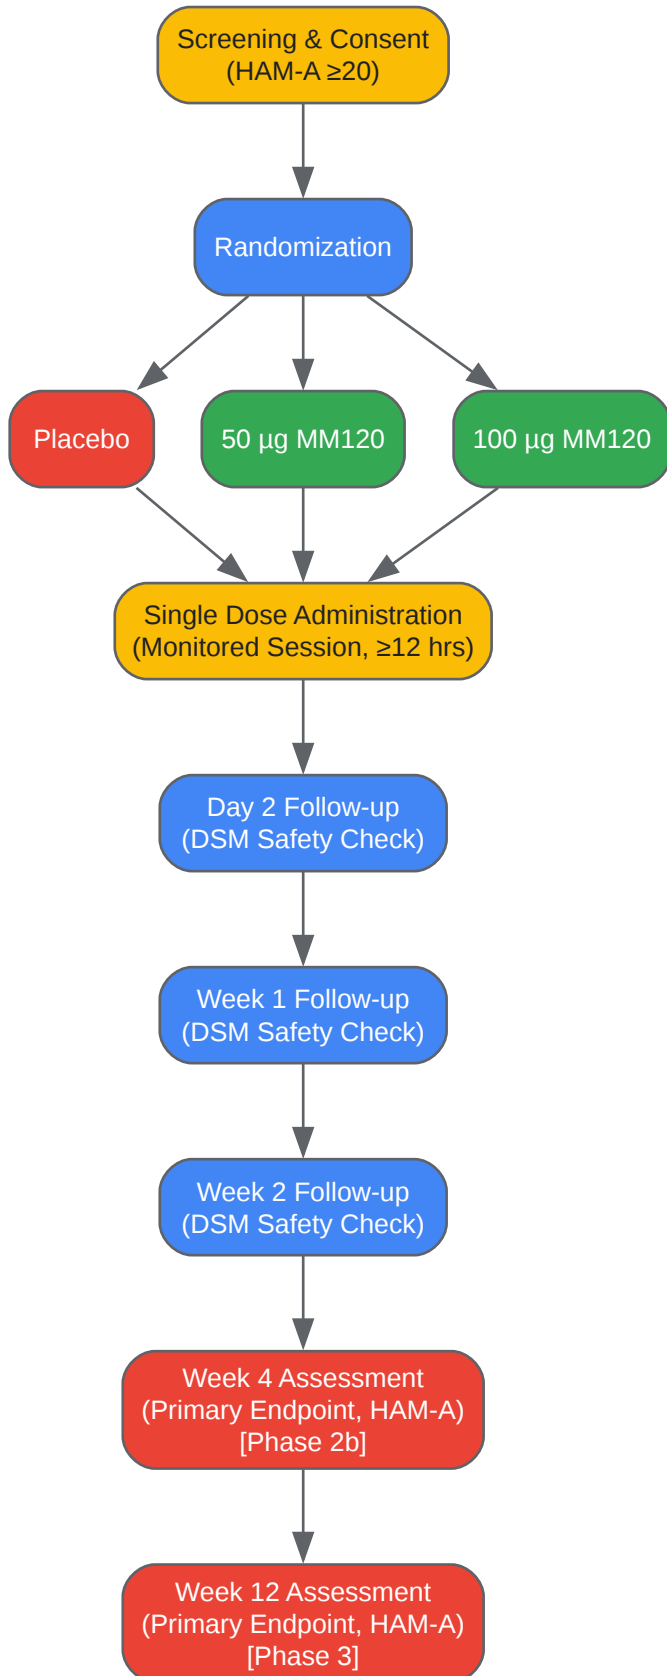 Screening & Consent
(HAM-A ≥20)
Randomization
Placebo
50 µg MM120
100 µg MM120
Single Dose Administration
(Monitored Session, ≥12 hrs)
Day 2 Follow-up
(DSM Safety Check)
Week 1 Follow-up
(DSM Safety Check)
Week 2 Follow-up
(DSM Safety Check)
Week 4 Assessment
(Primary Endpoint, HAM-A)
[Phase 2b]
Week 12 Assessment
(Primary Endpoint, HAM-A)
[Phase 3]